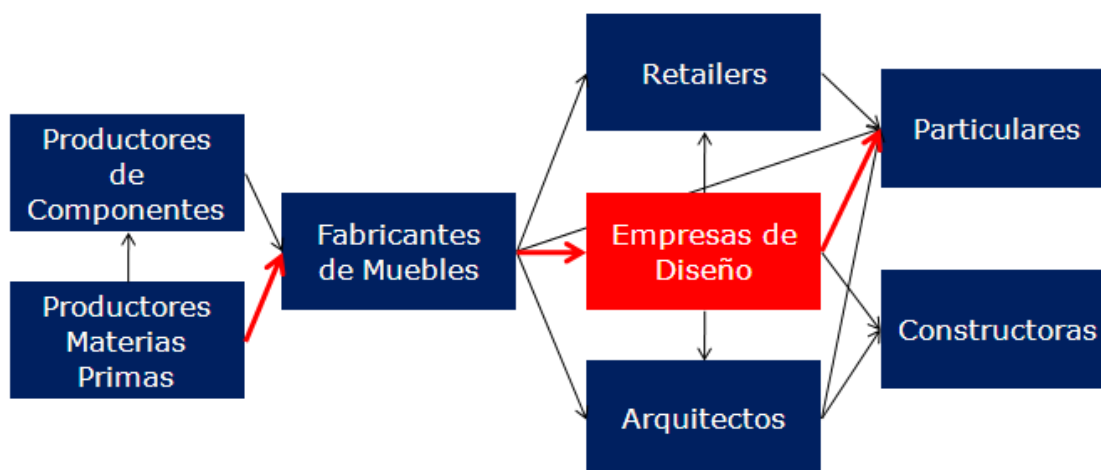 Productores
de
Componentes
Productores
Materias
Primas
Fabricantes
de Muebles
Retailers
Empresas de
Diseño
Arquitectos
Particulares
Constructoras